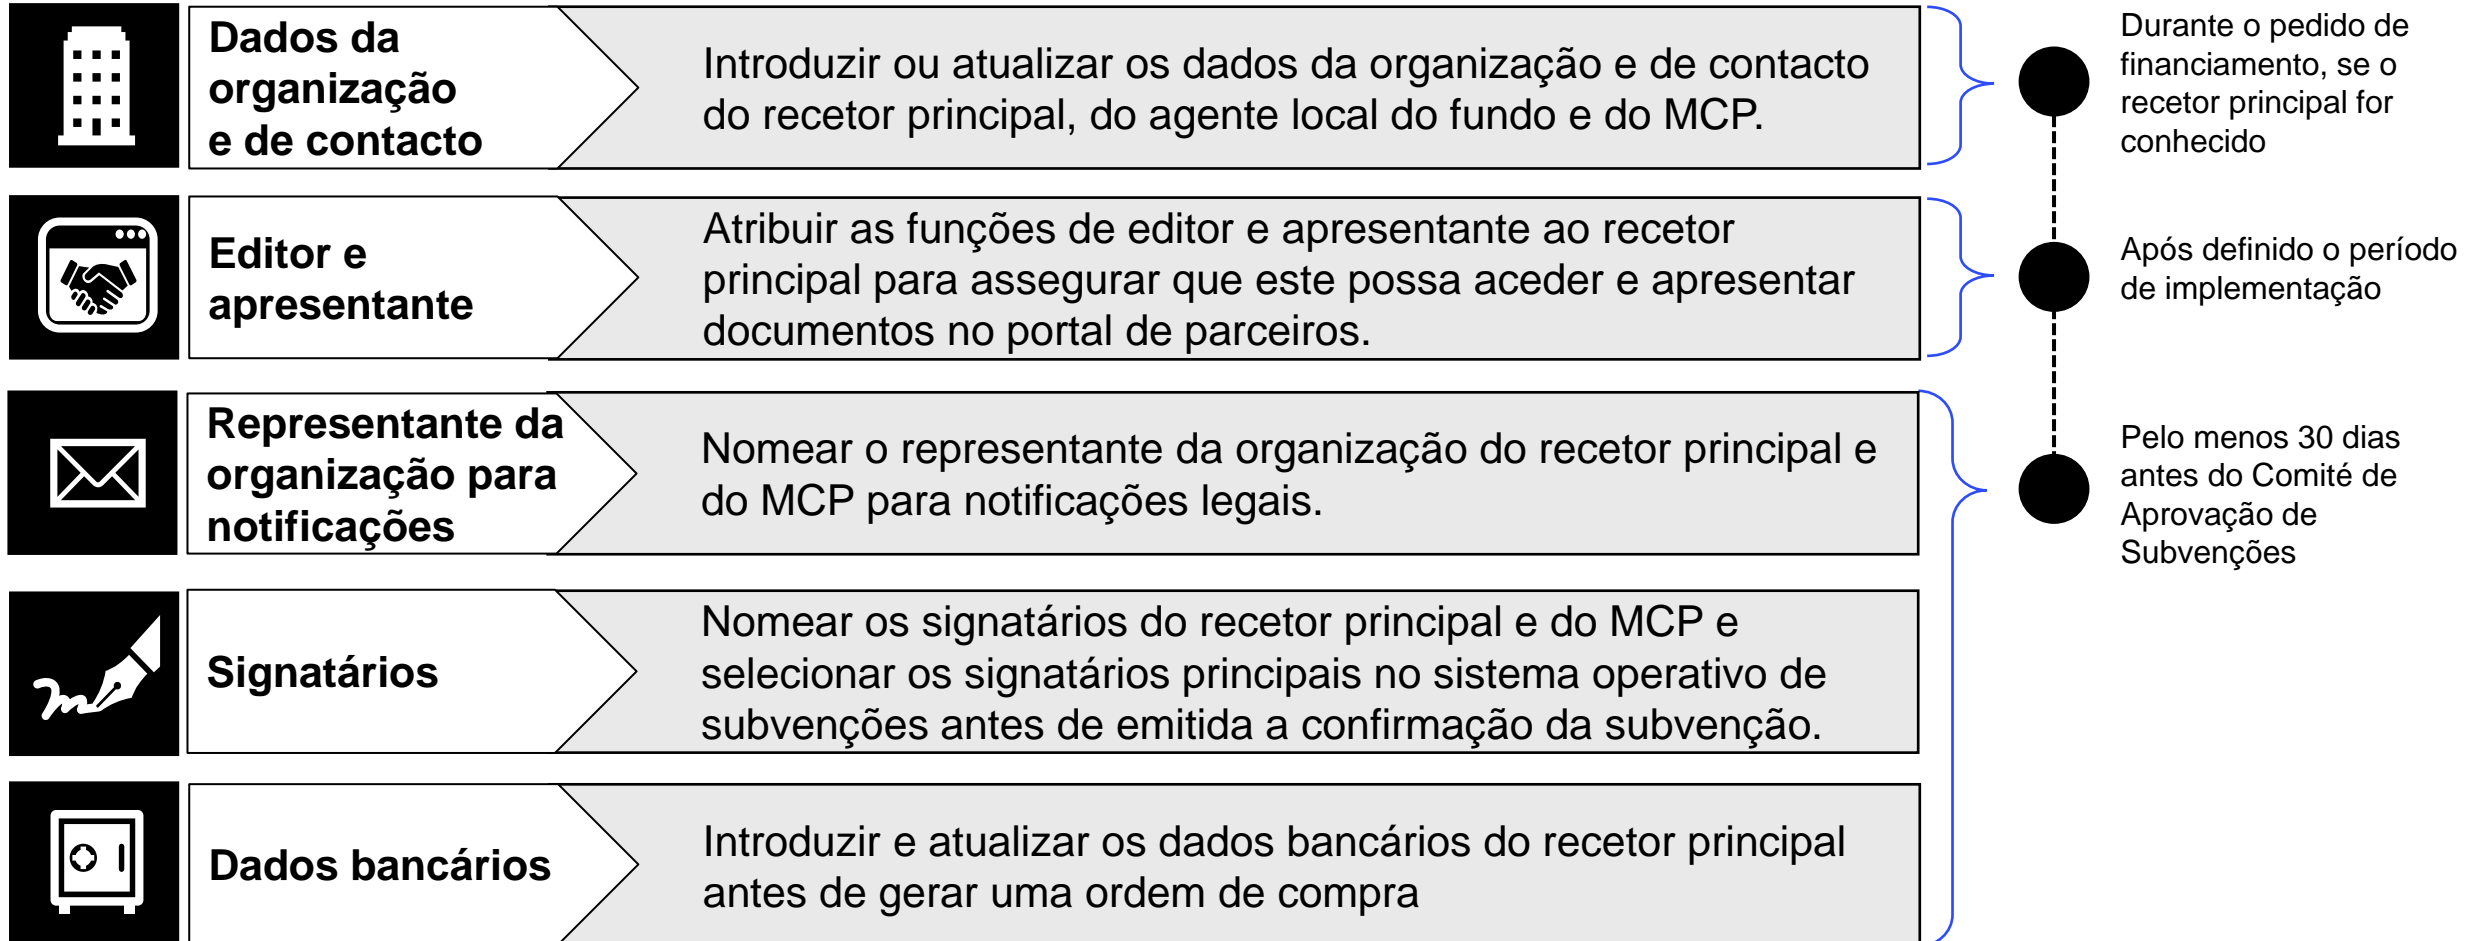 Dados da
organização
e de contacto
Introduzir ou atualizar os dados da organização e de contacto
do recetor principal, do agente local do fundo e do MCP.
Durante o pedido de
financiamento, se o
recetor principal for
conhecido
Editor e
apresentante
Atribuir as funções de editor e apresentante ao recetor
principal para assegurar que este possa aceder e apresentar
documentos no portal de parceiros.
Após definido o período
de implementação
Representante da
organização para
notificações
Nomear o representante da organização do recetor principal e
do MCP para notificações legais.
Pelo menos 30 dias
antes do Comité de
Aprovação de
Subvenções
Signatários
Nomear os signatários do recetor principal e do MCP e
selecionar os signatários principais no sistema operativo de
subvenções antes de emitida a confirmação da subvenção.
Dados bancários
Introduzir e atualizar os dados bancários do recetor principal
antes de gerar uma ordem de compra